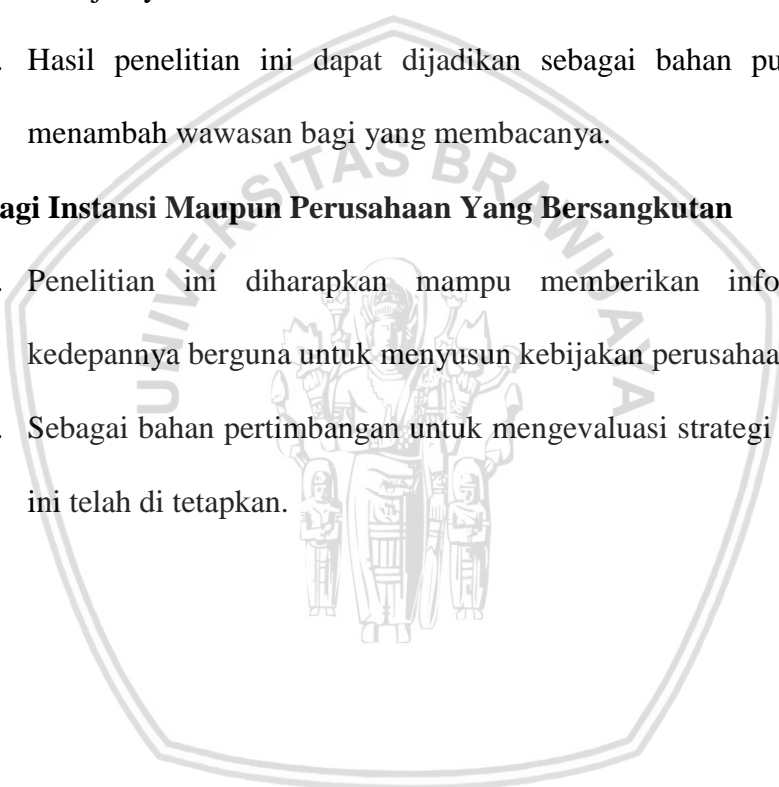 . Hasil penelitian ini dapat dijadikan sebagai bahan pu
menambah wawasan bagi yang membacanya.
agi Instansi Maupun Perusahaan Yang Bersangkutan
. Penelitian ini diharapkan mampu memberikan info
kedepannya berguna untuk menyusun kebijakan perusahaa
. Sebagai bahan pertimbangan untuk mengevaluasi strategi
ini telah di tetapkan.
UNIVERSITAS BRAWIJAYA